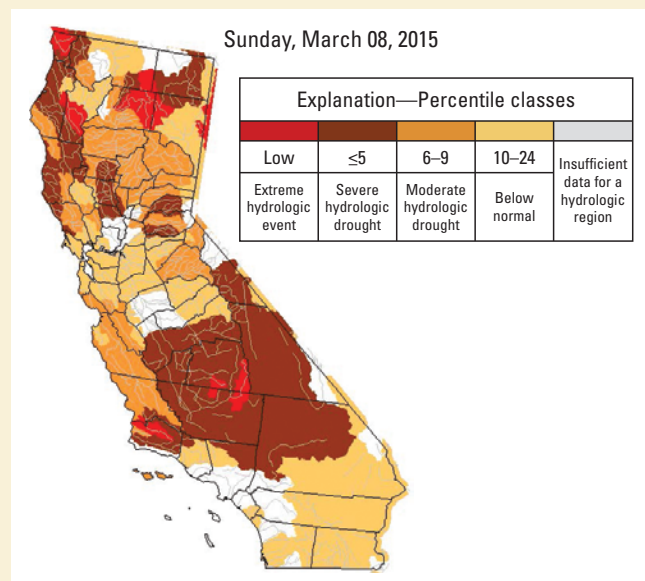 Sunday, March 08, 2015
Explanation—Percentile classes
Low
≤5
6–9
10–24
Insufficient
data for a
hydrologic
region
Extreme
hydrologic
event
Severe
hydrologic
drought
Moderate
hydrologic
drought
Below
normal